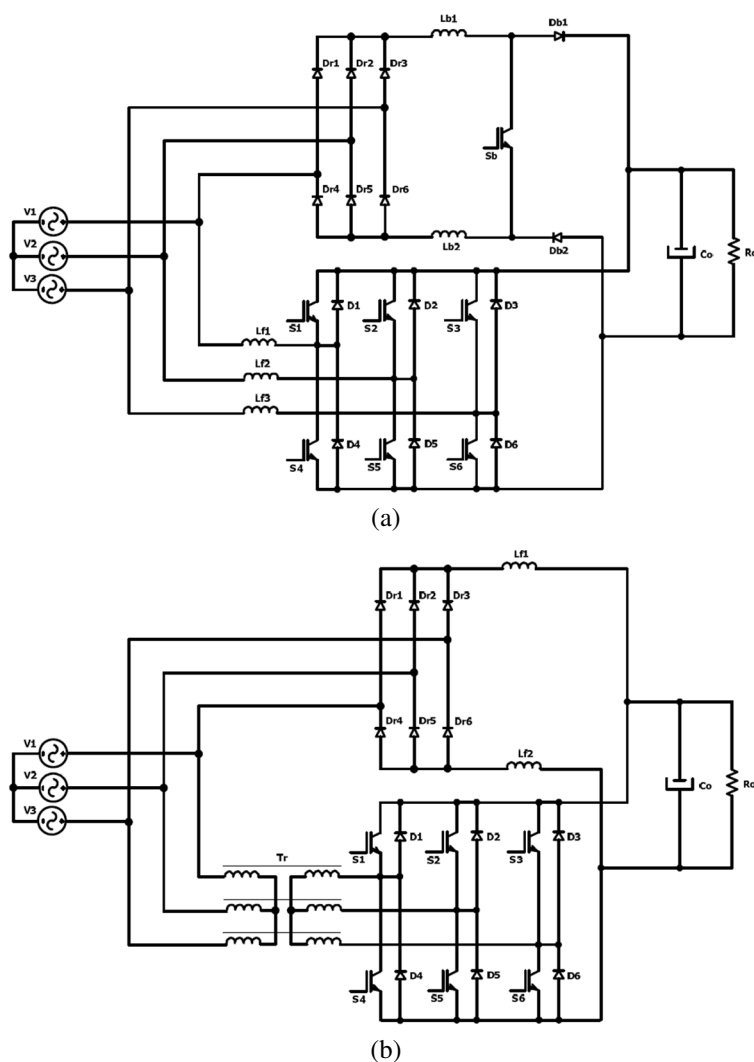 Lb1 Db1
Dr1 Dr2 Dr3
Sb
Dr4 Dr5 Dr6
V1
V2
V3
Lb2 Db2
Co Ro
S1 D1 S2 D2 S3 D3
Lf1
Lf2
Lf3
S4 D4 S5 D5 S6 D6
(a)
Lf1
Dr1 Dr2 Dr3
Dr4 Dr5 Dr6
V1
V2
V3
Lf2
Co Ro
Tr
S1 D1 S2 D2 S3 D3
S4 D4 S5 D5 S6 D6
(b)